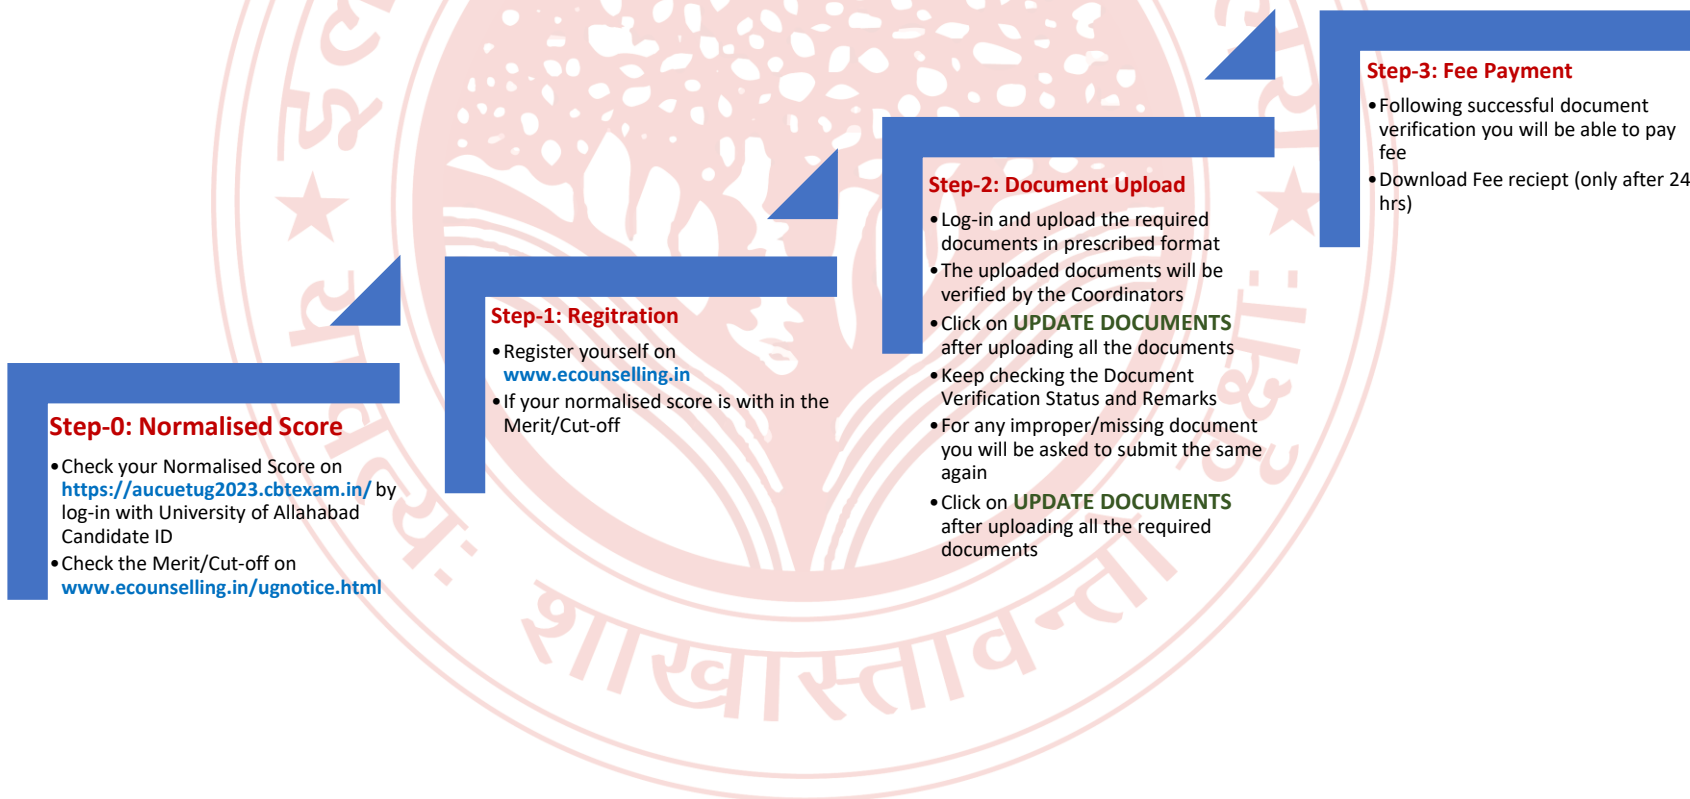 Step-0: Normalised Score
•Check your Normalised Score on
https://aucuetug2023.cbtexam.in/ by
log-in with University of Allahabad
Candidate ID
•Check the Merit/Cut-off on
www.ecounselling.in/ugnotice.html
Step-1: Regitration
•Register yourself on
www.ecounselling.in
•If your normalised score is with in the
Merit/Cut-off
Step-2: Document Upload
•Log-in and upload the required
documents in prescribed format
•The uploaded documents will be
verified by the Coordinators
•Click on UPDATE DOCUMENTS
after uploading all the documents
•Keep checking the Document
Verification Status and Remarks
•For any improper/missing document
you will be asked to submit the same
again
•Click on UPDATE DOCUMENTS
after uploading all the required
documents
Step-3: Fee Payment
•Following successful document
verification you will be able to pay
fee
•Download Fee reciept (only after 24
hrs)
शाखास्तावन्तो वृक्षाः